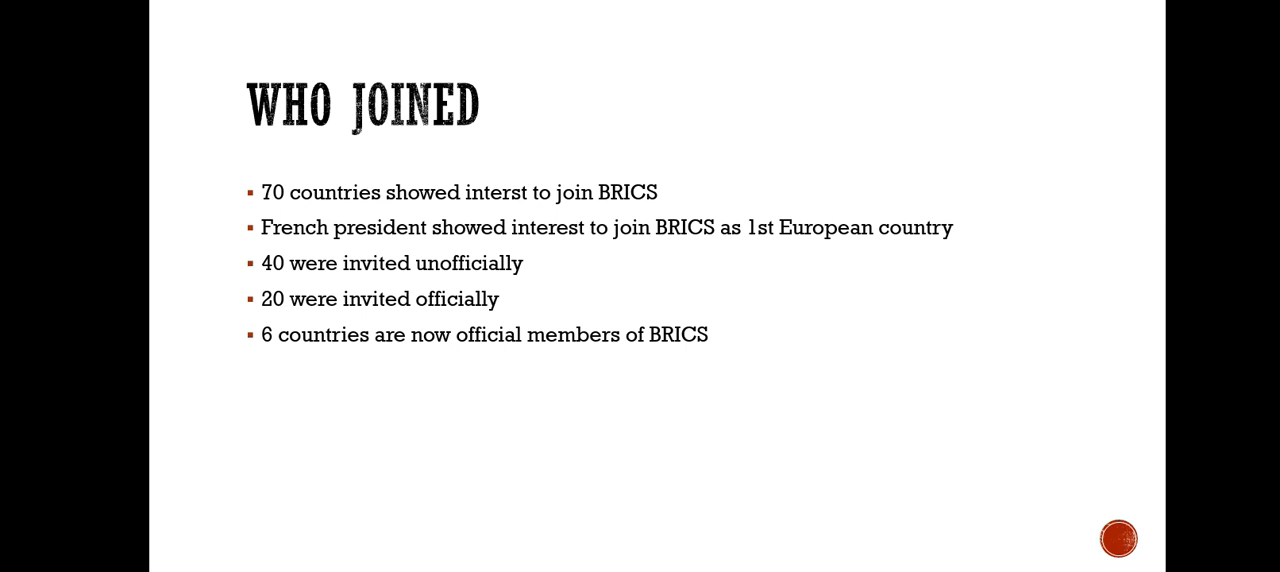 WHO JOINED
▪ 70 countries showed interst to join BRICS
▪ French president showed interest to join BRICS as 1st European country
▪ 40 were invited unofficially
▪ 20 were invited officially
▪ 6 countries are now official members of BRICS